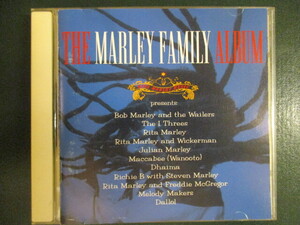 THE MARLEY FAMILY ALBUM
presents
Bob Marley and the Wailers
The I Threes
Rita Marley
Rita Marley and Wickerman
Julian Marley
Maccabee (Wanooto)
Dhaima
Richie B with Steven Marley
Rita Marley and Freddie McGregor
Melody Makers
Dallol